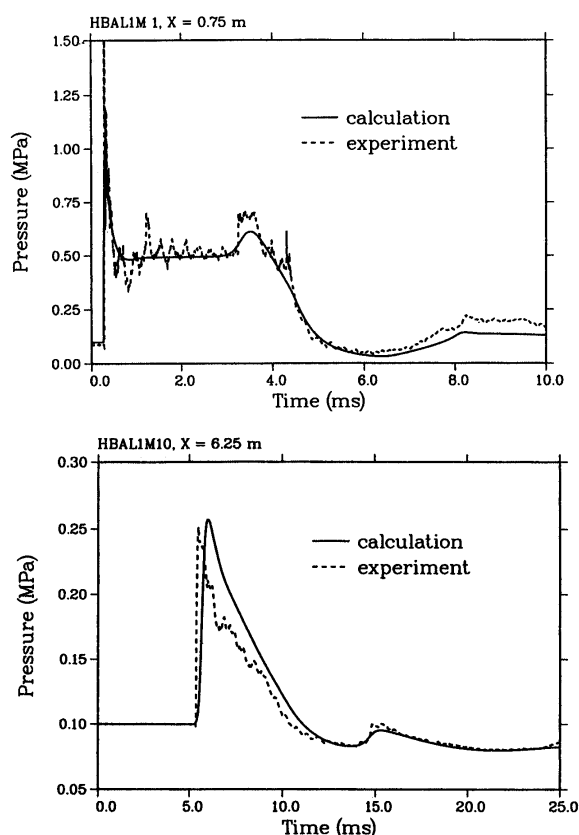 HBAL1M 1, X = 0.75 m
1.50
1.25
1.00
0.75
0.50
0.25
0.00
Pressure (MPa)
calculation
experiment
0.0 2.0 4.0 6.0 8.0 10.0
Time (ms)
HBAL1M10, X = 6.25 m
0.30
0.25
0.20
0.15
0.10
0.05
Pressure (MPa)
calculation
experiment
0.0 5.0 10.0 15.0 20.0 25.0
Time (ms)